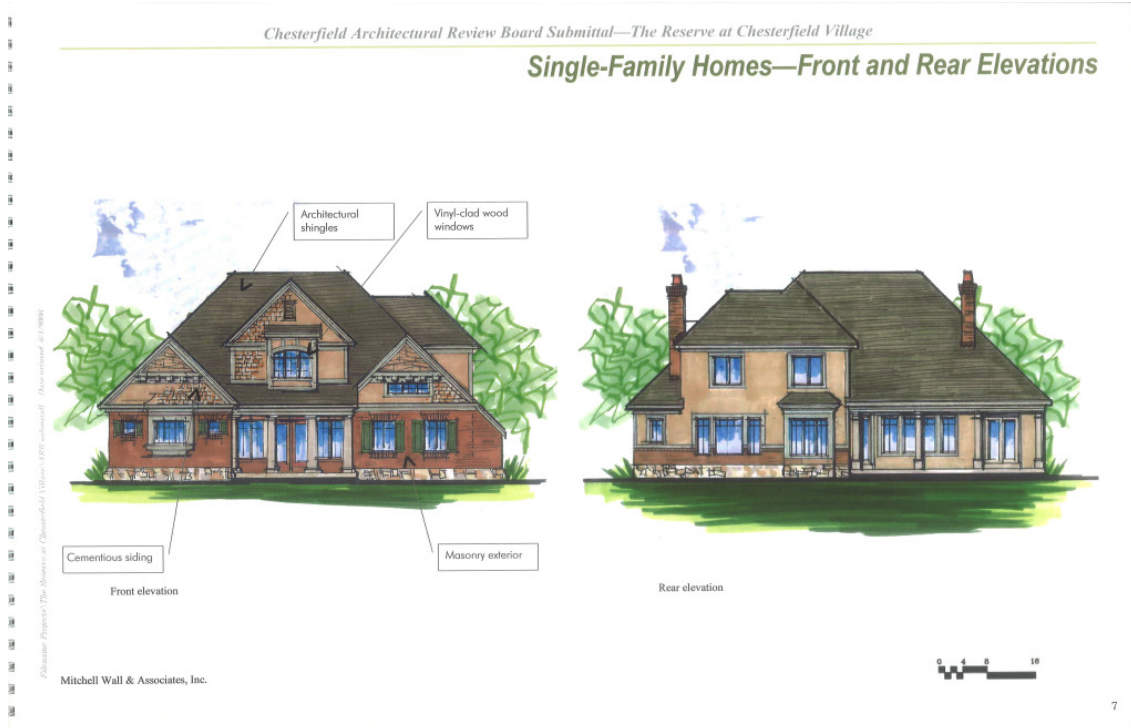 Chesterfield Architectural Review Board Submittal—The Reserve at Chesterfield Village
Single-Family Homes—Front and Rear Elevations
Architectural
shingles
Vinyl-clad wood
windows
Cementious siding
Masonry exterior
Front elevation
Rear elevation
Mitchell Wall & Associates, Inc.
0 4 8 16
7